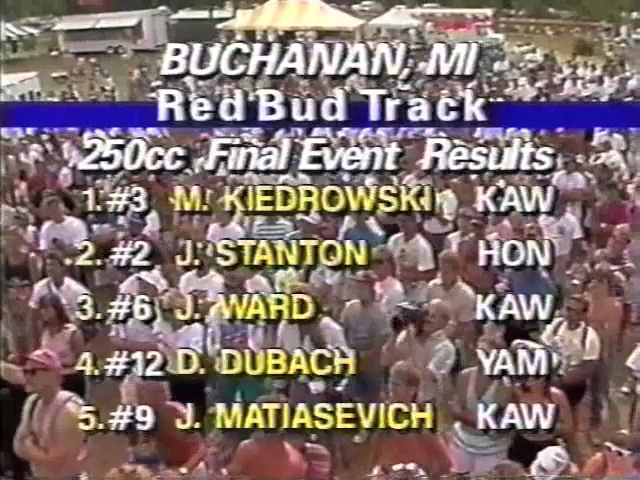 BUCHANAN, MI
Red Bud Track
250cc Final Event Results
1. #3 M. KIEDROWSKI KAW
2. #2 J. STANTON HON
3. #6 J. WARD KAW
4. #12 D. DUBACH YAM
5. #9 J. MATIASEVICH KAW